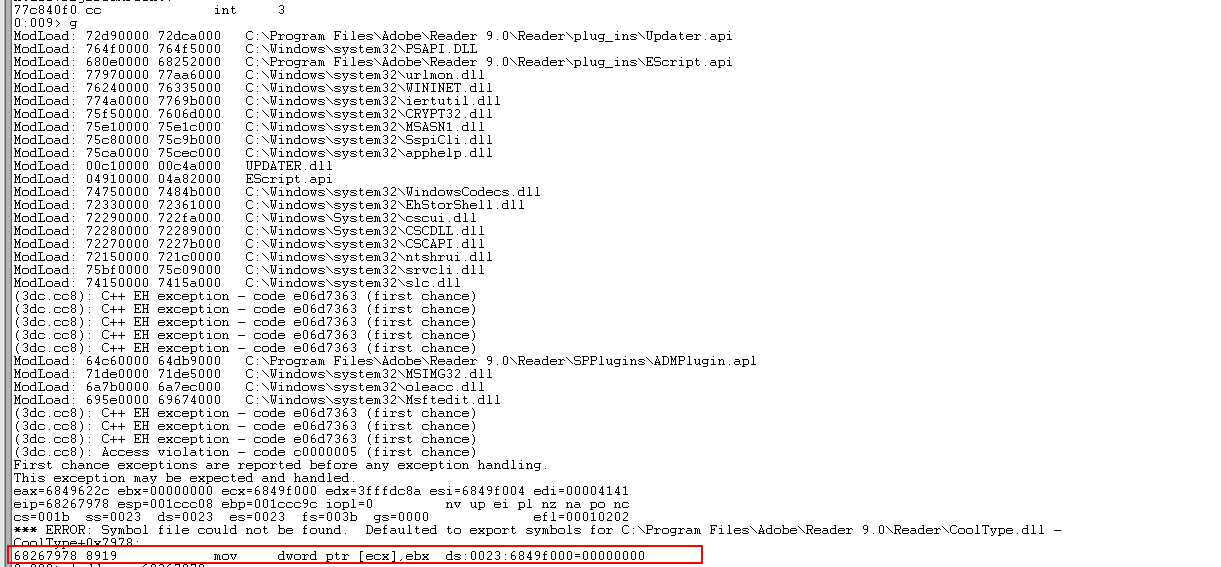 77c840f0 cc              int     3
0:009> g
ModLoad: 72d90000 72dca000   C:\Program Files\Adobe\Reader 9.0\Reader\plug_ins\Updater.api
ModLoad: 764f0000 764f5000   C:\Windows\system32\PSAPI.DLL
ModLoad: 680e0000 68252000   C:\Program Files\Adobe\Reader 9.0\Reader\plug_ins\EScript.api
ModLoad: 77970000 77aa6000   C:\Windows\system32\urlmon.dll
ModLoad: 76240000 76335000   C:\Windows\system32\WININET.dll
ModLoad: 774a0000 7769b000   C:\Windows\system32\iertutil.dll
ModLoad: 75f50000 7606d000   C:\Windows\system32\CRYPT32.dll
ModLoad: 75e10000 75e1c000   C:\Windows\system32\MSASN1.dll
ModLoad: 75c80000 75c9b000   C:\Windows\system32\SspiCli.dll
ModLoad: 75ca0000 75cec000   C:\Windows\system32\apphelp.dll
ModLoad: 00c10000 00c4a000   UPDATER.dll
ModLoad: 04910000 04a82000   EScript.api
ModLoad: 74750000 7484b000   C:\Windows\system32\WindowsCodecs.dll
ModLoad: 72330000 72361000   C:\Windows\system32\EhStorShell.dll
ModLoad: 72290000 722fa000   C:\Windows\System32\cscui.dll
ModLoad: 72280000 72289000   C:\Windows\System32\CSCDLL.dll
ModLoad: 72270000 7227b000   C:\Windows\system32\CSCAPI.dll
ModLoad: 72150000 721c0000   C:\Windows\system32\ntshrui.dll
ModLoad: 75bf0000 75c09000   C:\Windows\system32\srvcli.dll
ModLoad: 74150000 7415a000   C:\Windows\system32\slc.dll
(3dc.cc8): C++ EH exception - code e06d7363 (first chance)
(3dc.cc8): C++ EH exception - code e06d7363 (first chance)
(3dc.cc8): C++ EH exception - code e06d7363 (first chance)
(3dc.cc8): C++ EH exception - code e06d7363 (first chance)
(3dc.cc8): C++ EH exception - code e06d7363 (first chance)
ModLoad: 64c60000 64db9000   C:\Program Files\Adobe\Reader 9.0\Reader\SPPlugins\ADMPlugin.apl
ModLoad: 71de0000 71de5000   C:\Windows\system32\MSIMG32.dll
ModLoad: 6a7b0000 6a7ec000   C:\Windows\system32\oleacc.dll
ModLoad: 695e0000 69674000   C:\Windows\system32\Msftedit.dll
(3dc.cc8): C++ EH exception - code e06d7363 (first chance)
(3dc.cc8): C++ EH exception - code e06d7363 (first chance)
(3dc.cc8): C++ EH exception - code e06d7363 (first chance)
(3dc.cc8): Access violation - code c0000005 (first chance)
First chance exceptions are reported before any exception handling.
This exception may be expected and handled.
eax=6849622c ebx=00000000 ecx=6849f000 edx=3fffdc8a esi=6849f004 edi=00004141
eip=68267978 esp=001ccc08 ebp=001ccc9c iopl=0         nv up ei pl nz na po nc
cs=001b  ss=0023  ds=0023  es=0023  fs=003b  gs=0000             efl=00010202
*** ERROR: Symbol file could not be found.  Defaulted to export symbols for C:\Program Files\Adobe\Reader 9.0\Reader\CoolType.dll -
CoolType+0x7978:
68267978 8919            mov     dword ptr [ecx],ebx  ds:0023:6849f000=00000000